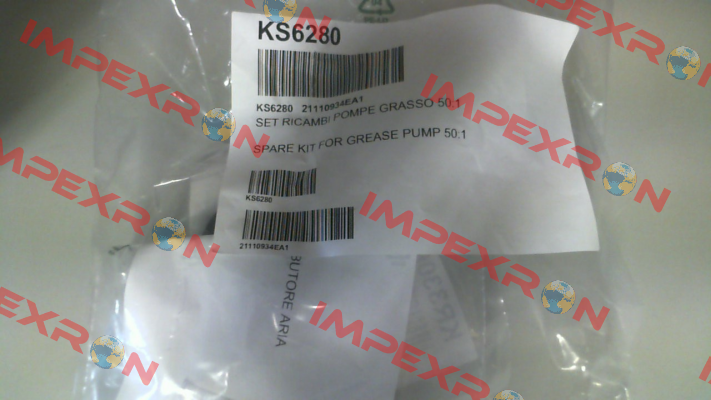 KS6280
KS6280 21110934EA1
SET RICAMBI POMPE GRASSO 50:1
SPARE KIT FOR GREASE PUMP 50:1
KS6280
21110934EA1
BUTORE ARIA
IMPEXRON
IMPEXRON
IMPEXRON
IMPEXRON
IMPEXRON
IMPEXRON